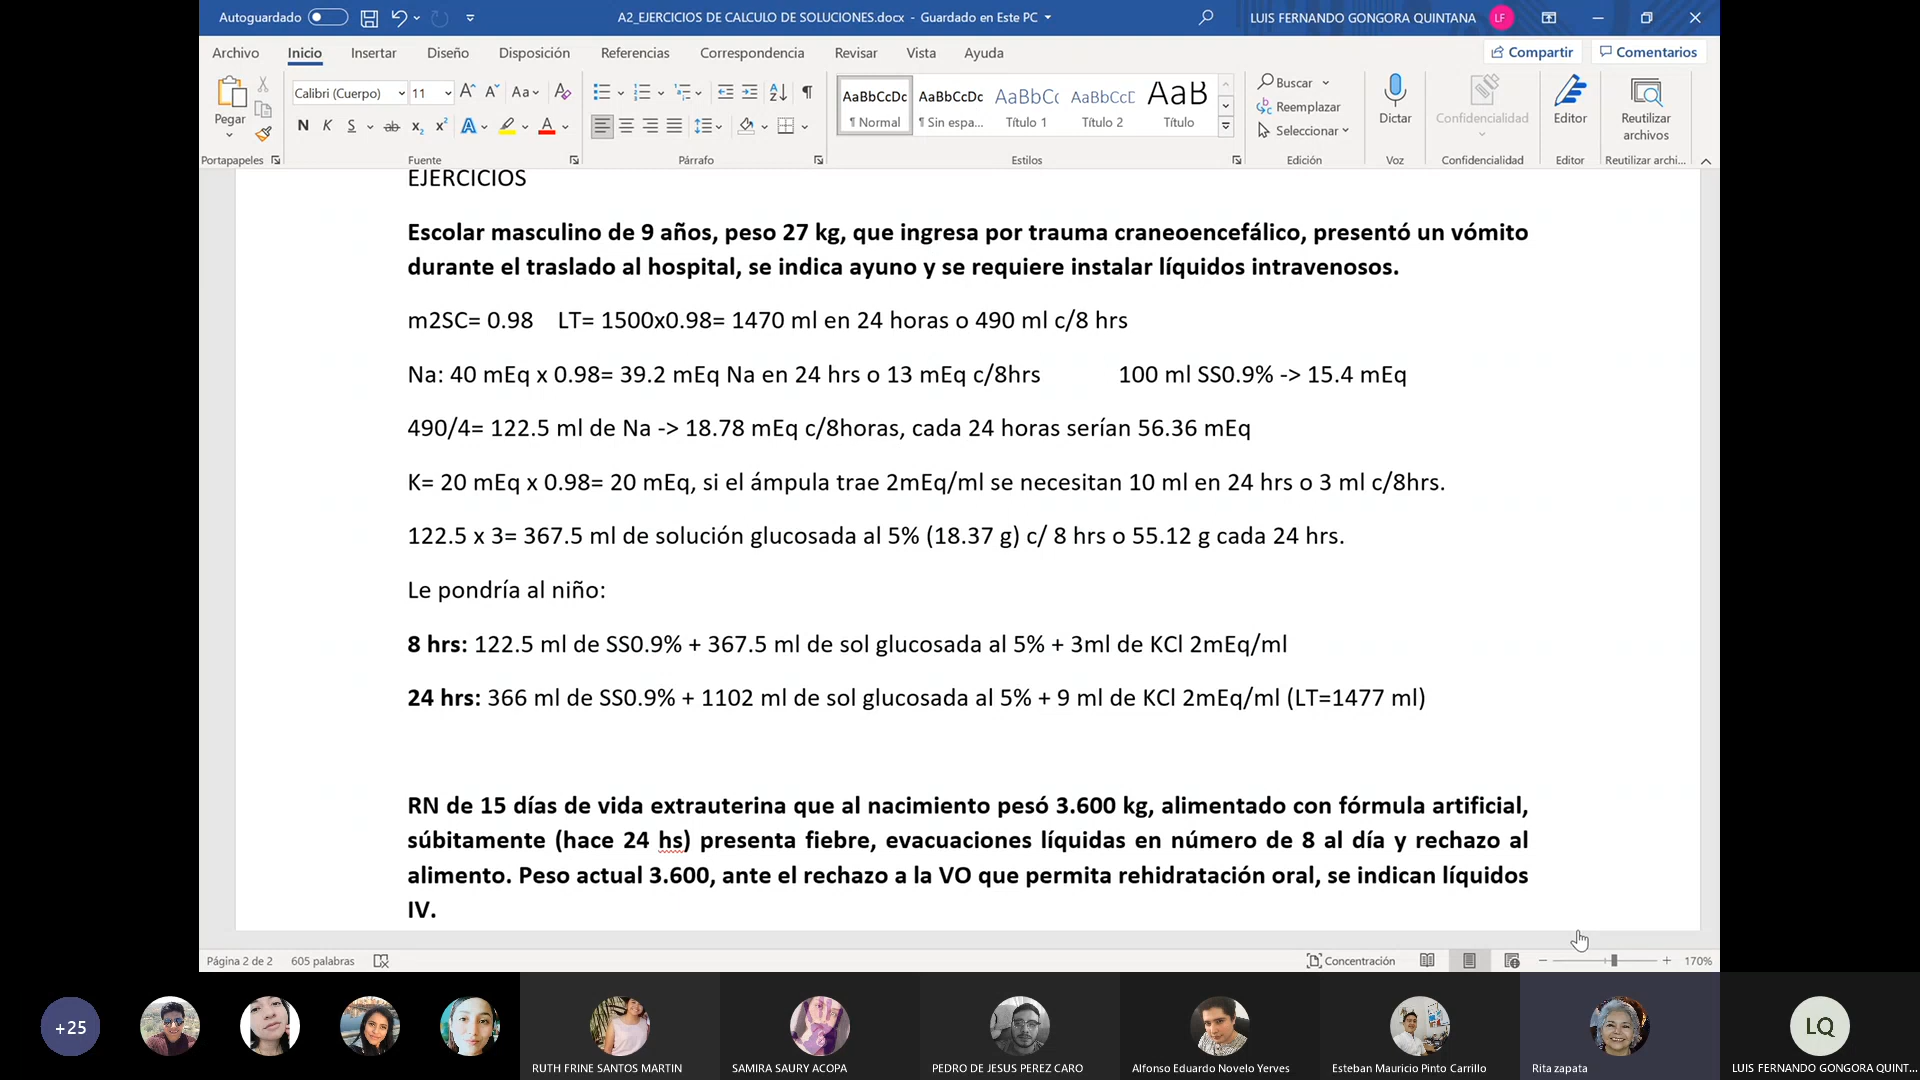 Autoguardado
A2_EJERCICIOS DE CALCULO DE SOLUCIONES.docx - Guardado en Este PC
LUIS FERNANDO GONGORA QUINTANA LF
Archivo Inicio Insertar Diseño Disposición Referencias Correspondencia Revisar Vista Ayuda Compartir Comentarios
Pegar
Portapapeles
Calibri (Cuerpo) 11 A A Aa A
N K S ab x₂ x² A A
Fuente
Párrafo
AaBbCcDc AaBbCcDc AaBbCc AaBbCcE AaB
¶ Normal ¶ Sin espa... Título 1 Título 2 Título
Estilos
Buscar
Reemplazar
Seleccionar
Edición
Dictar
Voz
Confidencialidad
Confidencialidad
Editor
Editor
Reutilizar
archivos
Reutilizar archi...
EJERCICIOS
Escolar masculino de 9 años, peso 27 kg, que ingresa por trauma craneoencefálico, presentó un vómito
durante el traslado al hospital, se indica ayuno y se requiere instalar líquidos intravenosos.
m2SC= 0.98 LT= 1500x0.98= 1470 ml en 24 horas o 490 ml c/8 hrs
Na: 40 mEq x 0.98= 39.2 mEq Na en 24 hrs o 13 mEq c/8hrs 100 ml SS0.9% -> 15.4 mEq
490/4= 122.5 ml de Na -> 18.78 mEq c/8horas, cada 24 horas serían 56.36 mEq
K= 20 mEq x 0.98= 20 mEq, si el ámpula trae 2mEq/ml se necesitan 10 ml en 24 hrs o 3 ml c/8hrs.
122.5 x 3= 367.5 ml de solución glucosada al 5% (18.37 g) c/ 8 hrs o 55.12 g cada 24 hrs.
Le pondría al niño:
8 hrs: 122.5 ml de SS0.9% + 367.5 ml de sol glucosada al 5% + 3ml de KCl 2mEq/ml
24 hrs: 366 ml de SS0.9% + 1102 ml de sol glucosada al 5% + 9 ml de KCl 2mEq/ml (LT=1477 ml)
RN de 15 días de vida extrauterina que al nacimiento pesó 3.600 kg, alimentado con fórmula artificial,
súbitamente (hace 24 hs) presenta fiebre, evacuaciones líquidas en número de 8 al día y rechazo al
alimento. Peso actual 3.600, ante el rechazo a la VO que permita rehidratación oral, se indican líquidos
IV.
Página 2 de 2 605 palabras Concentración 170%
+25
LQ
RUTH FRINE SANTOS MARTIN SAMIRA SAURY ACOPA PEDRO DE JESUS PEREZ CARO Alfonso Eduardo Novelo Yerves Esteban Mauricio Pinto Carrillo Rita zapata LUIS FERNANDO GONGORA QUINT...